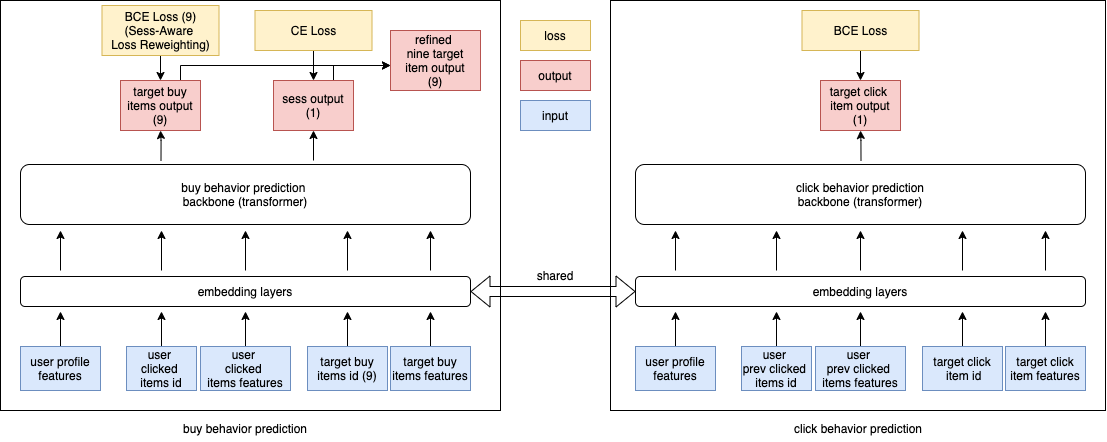 BCE Loss (9)
(Sess-Aware
Loss Reweighting)
CE Loss
refined
nine target
item output
(9)
target buy
items output
(9)
sess output
(1)
buy behavior prediction
backbone (transformer)
embedding layers
user profile
features
user
clicked
items id
user
clicked
items features
target buy
items id (9)
target buy
items features
buy behavior prediction
loss
output
input
shared
BCE Loss
target click
item output
(1)
click behavior prediction
backbone (transformer)
embedding layers
user profile
features
user
prev clicked
items id
user
prev clicked
items features
target click
item id
target click
item features
click behavior prediction